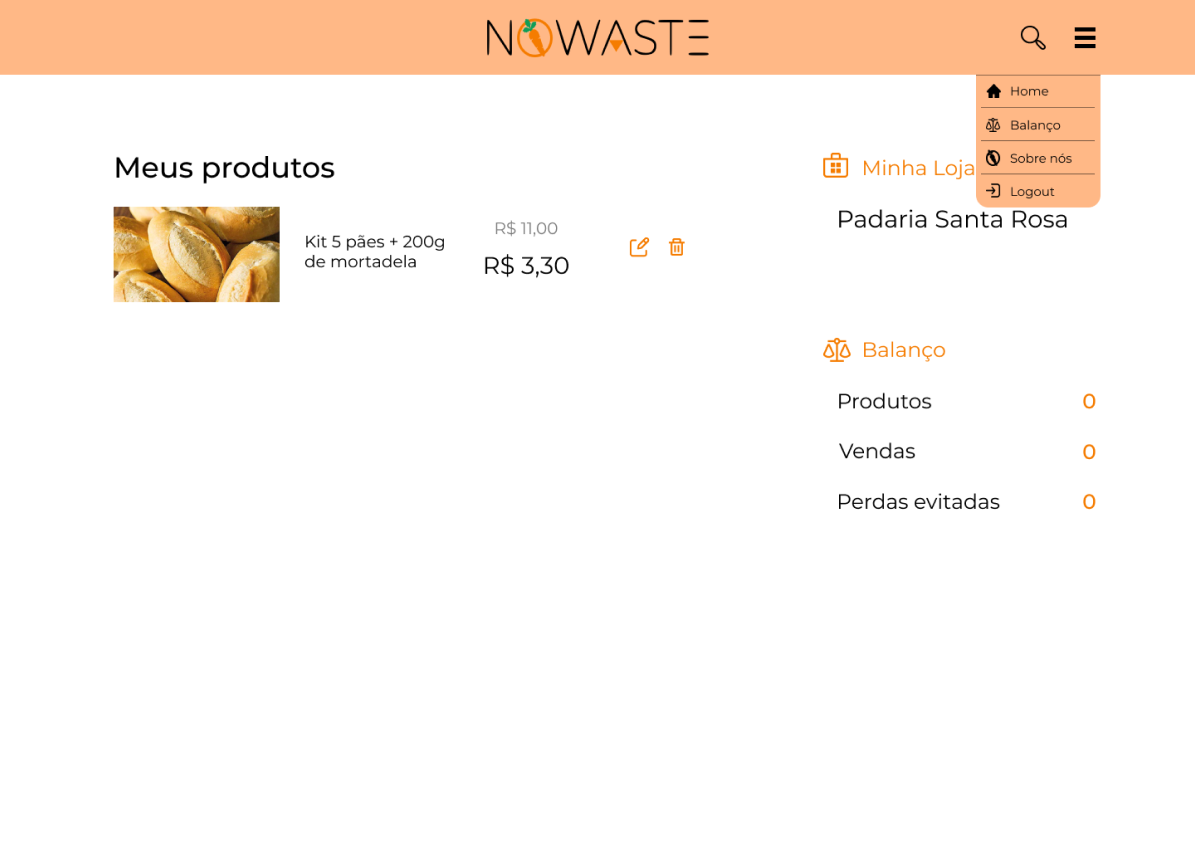 NOWASTE
Home
Balanço
Sobre nós
Logout
Meus produtos
Kit 5 pães + 200g
de mortadela
R$ 11,00
R$ 3,30
Minha Loja
Padaria Santa Rosa
Balanço
Produtos 0
Vendas 0
Perdas evitadas 0